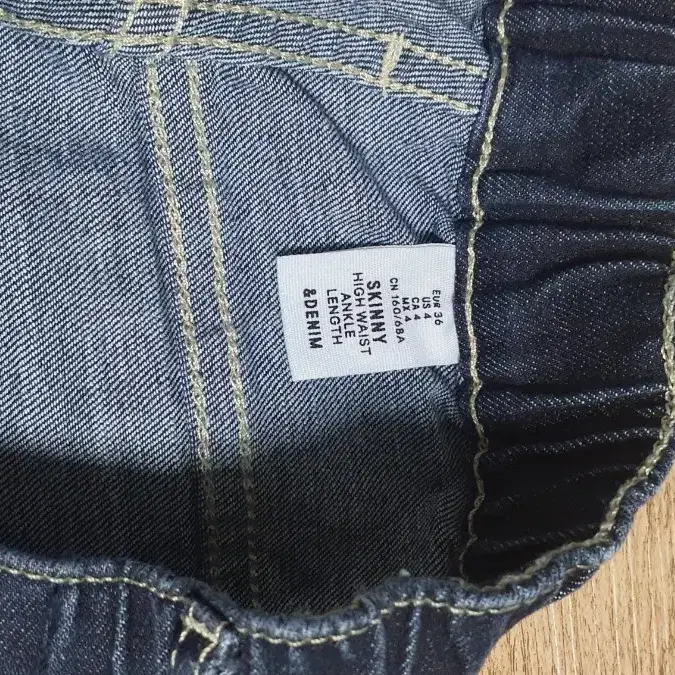 EUR 36
US 4
CA 4
MX 4
CN 160/68A
SKINNY
HIGH WAIST
ANKLE
LENGTH
&DENIM